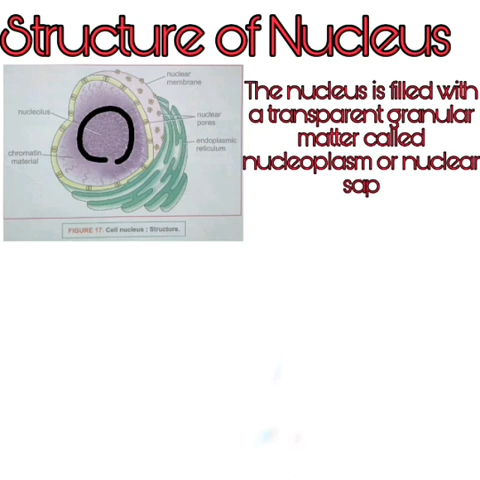 Structure of Nucleus
nuclear
membrane
The nucleus is filled with
a transparent granular
matter called
nucleoplasm or nuclear
sap
nucleolus
nuclear
pores
endoplasmic
reticulum
chromatin
material
FIGURE 17. Cell nucleus : Structure.